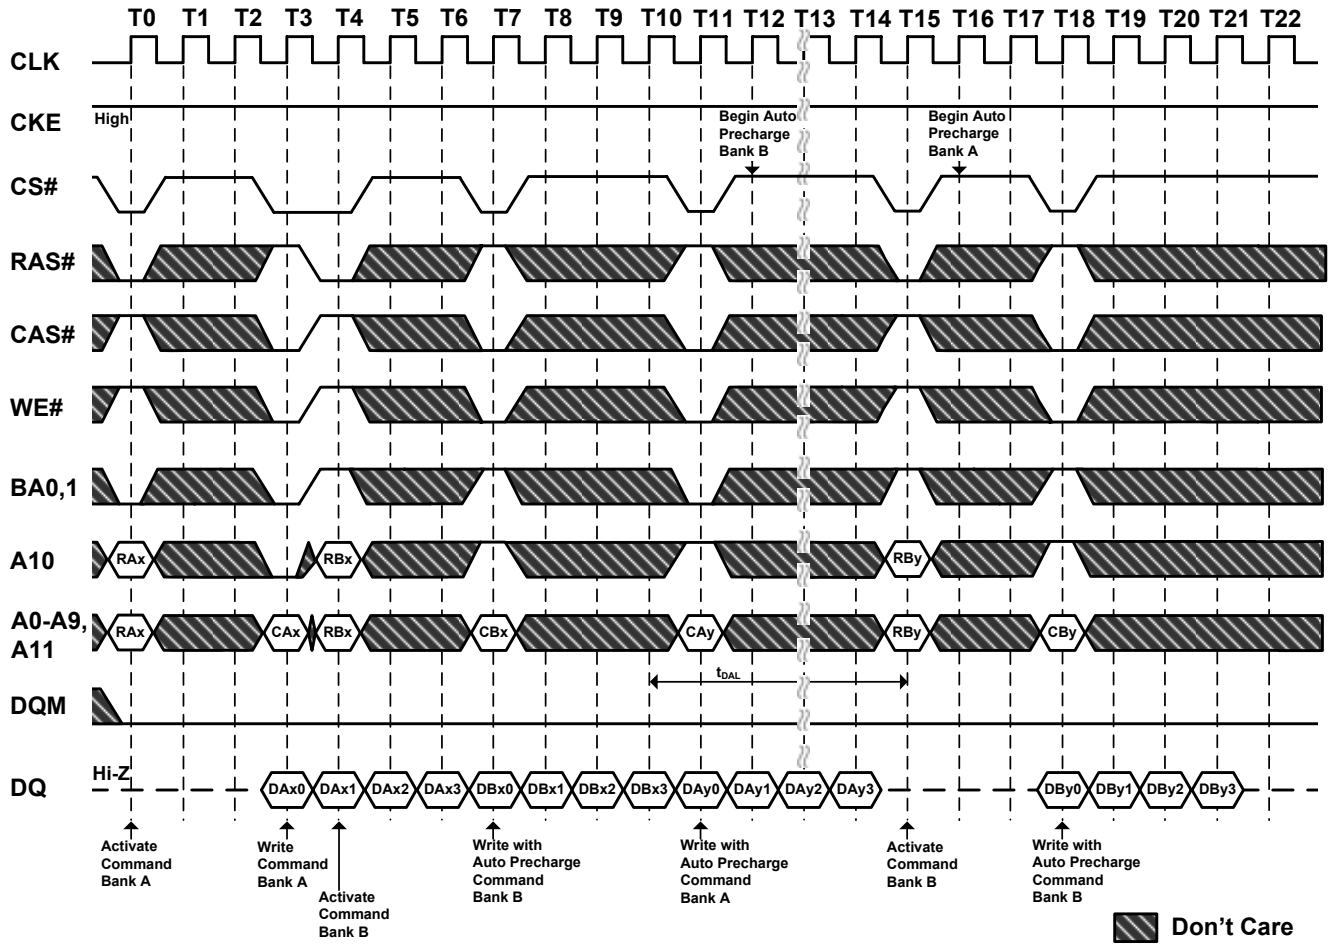 T0 T1 T2 T3 T4 T5 T6 T7 T8 T9 T10 T11 T12 T13 T14 T15 T16 T17 T18 T19 T20 T21 T22
CLK
CKE
High
Begin Auto
Precharge
Bank B
Begin Auto
Precharge
Bank A
CS#
RAS#
CAS#
WE#
BA0,1
A10
RAx RBx RBy
A0-A9,
A11
RAx CAx RBx CBx CAy RBy CBy
tDAL
DQM
DQ
Hi-Z
DAx0 DAx1 DAx2 DAx3 DBx0 DBx1 DBx2 DBx3 DAy0 DAy1 DAy2 DAy3 DBy0 DBy1 DBy2 DBy3
Activate
Command
Bank A
Write
Command
Bank A
Activate
Command
Bank B
Write with
Auto Precharge
Command
Bank B
Write with
Auto Precharge
Command
Bank A
Activate
Command
Bank B
Write with
Auto Precharge
Command
Bank B
Don't Care